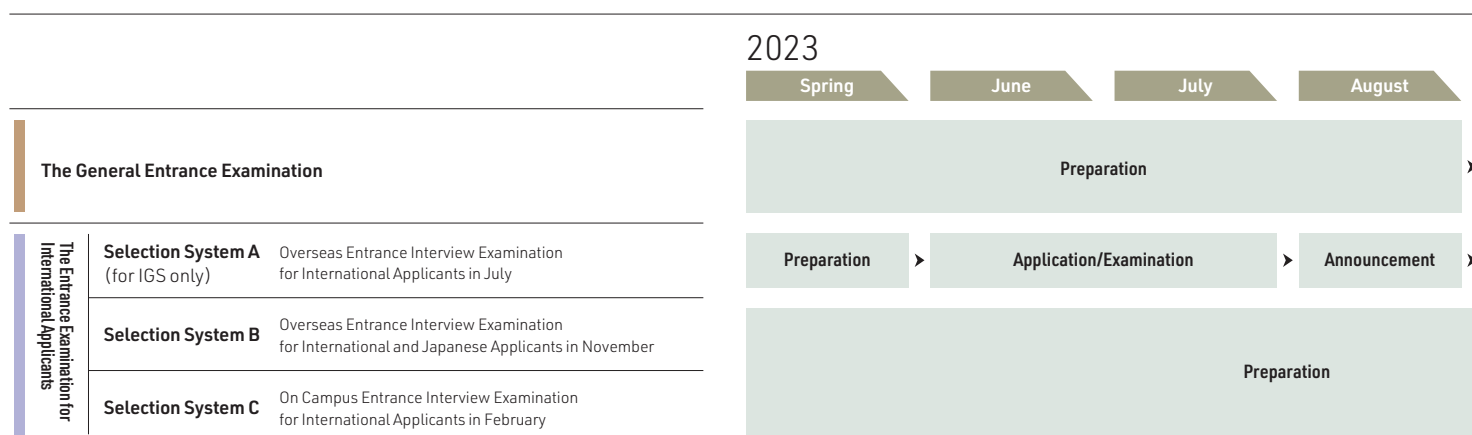 2023
Spring
June
July
August
The General Entrance Examination
Preparation
The Entrance Examination for
International Applicants
Selection System A
(for IGS only)
Overseas Entrance Interview Examination
for International Applicants in July
Preparation
Application/Examination
Announcement
Selection System B
Overseas Entrance Interview Examination
for International and Japanese Applicants in November
Preparation
Selection System C
On Campus Entrance Interview Examination
for International Applicants in February